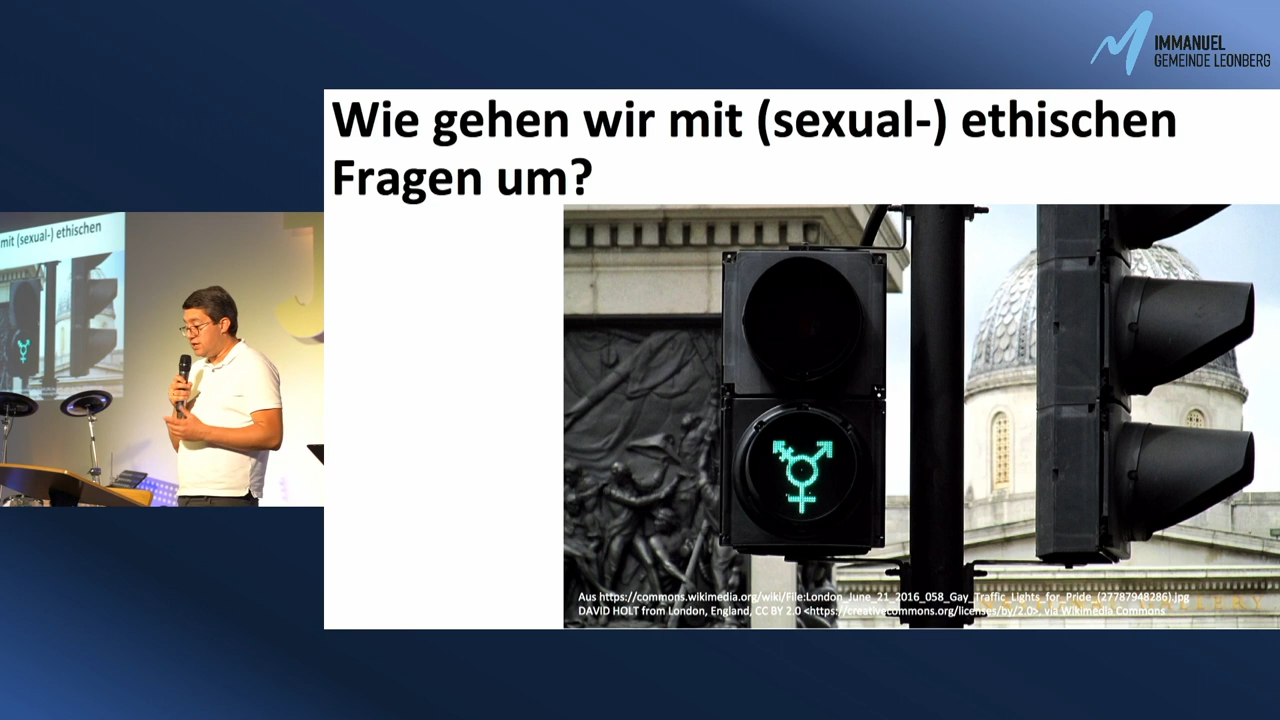 IMMANUEL
GEMEINDE LEONBERG
Wie gehen wir mit (sexual-) ethischen
Fragen um?
mit (sexual-) ethischen
Aus https://commons.wikimedia.org/wiki/File:London_June_21_2016_058_Gay_Traffic_Lights_for_Pride_(27787948286).jpg
DAVID HOLT from London, England, CC BY 2.0 <https://creativecommons.org/licenses/by/2.0>, via Wikimedia Commons